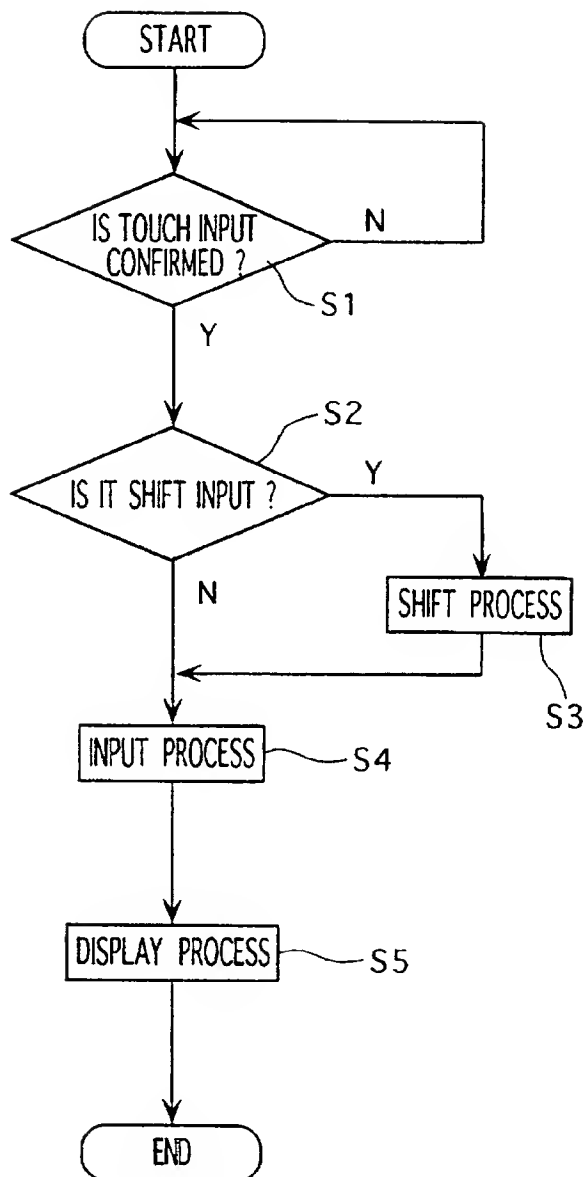 START
IS TOUCH INPUT
CONFIRMED ?
N
S1
Y
S2
IS IT SHIFT INPUT ?
Y
N
SHIFT PROCESS
S3
INPUT PROCESS
S4
DISPLAY PROCESS
S5
END